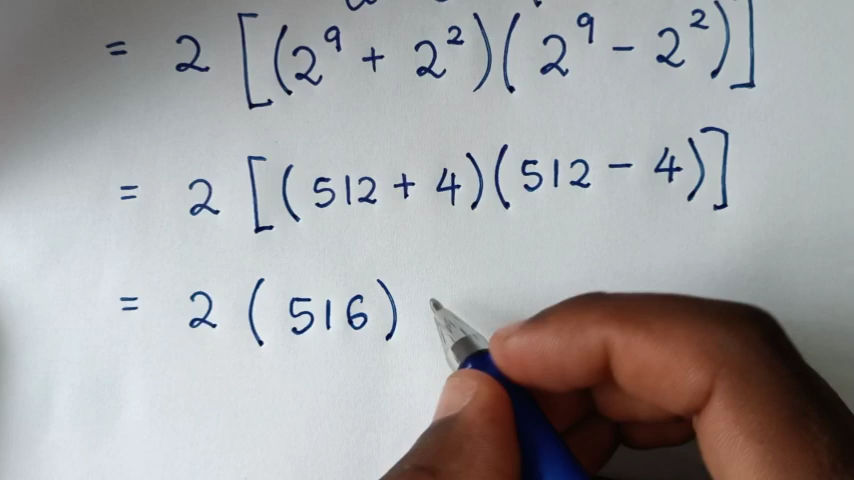 = 2 [(2⁹ + 2²)(2⁹ - 2²)]
= 2 [(512 + 4)(512 - 4)]
= 2 (516)